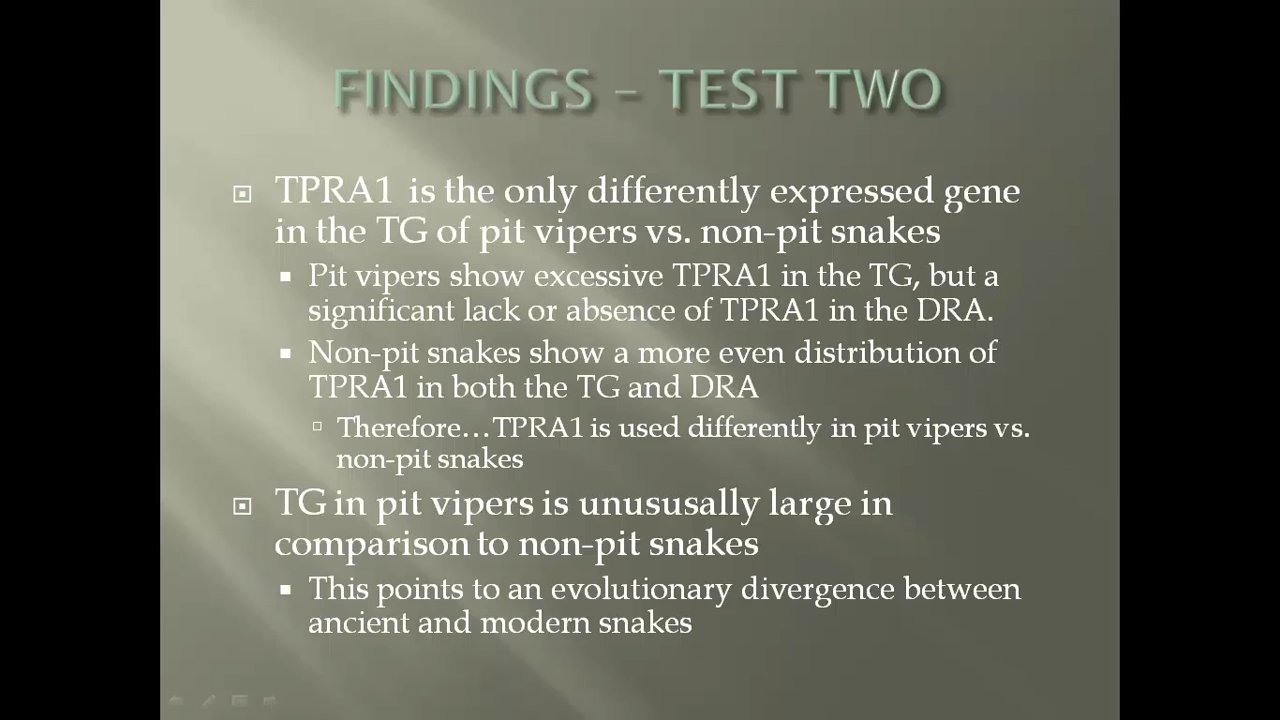 FINDINGS – TEST TWO
TPRA1 is the only differently expressed gene
in the TG of pit vipers vs. non-pit snakes
Pit vipers show excessive TPRA1 in the TG, but a
significant lack or absence of TPRA1 in the DRA.
Non-pit snakes show a more even distribution of
TPRA1 in both the TG and DRA
Therefore…TPRA1 is used differently in pit vipers vs.
non-pit snakes
TG in pit vipers is unususally large in
comparison to non-pit snakes
This points to an evolutionary divergence between
ancient and modern snakes